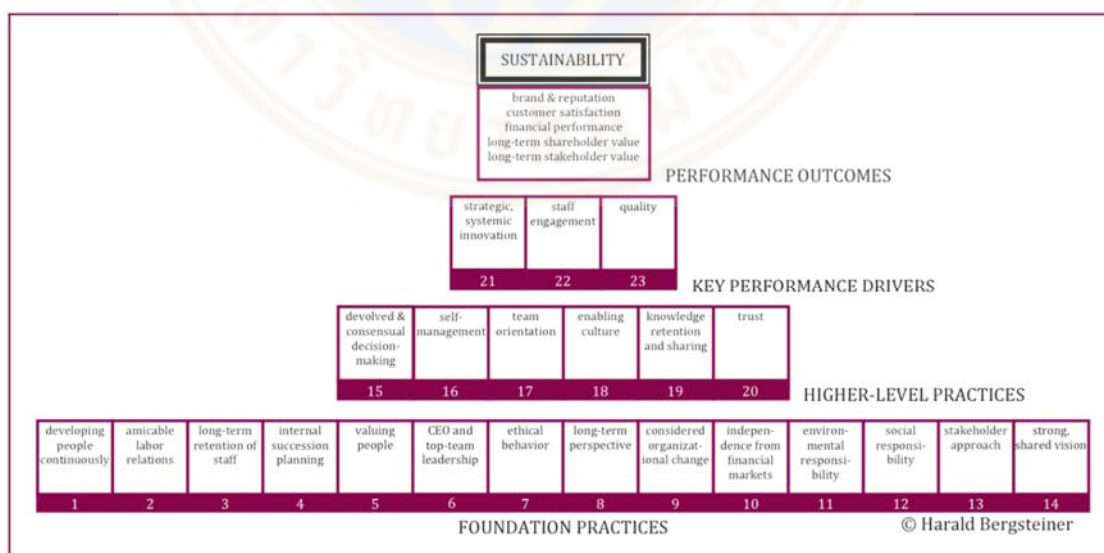 SUSTAINABILITY
brand & reputation
customer satisfaction
financial performance
long-term shareholder value
long-term stakeholder value
PERFORMANCE OUTCOMES
strategic,
systemic
innovation
21
staff
engagement
22
quality
23
KEY PERFORMANCE DRIVERS
devolved &
consensual
decision-
making
15
self-
management
16
team
orientation
17
enabling
culture
18
knowledge
retention
and sharing
19
trust
20
HIGHER-LEVEL PRACTICES
developing
people
continuously
1
amicable
labor
relations
2
long-term
retention of
staff
3
internal
succession
planning
4
valuing
people
5
CEO and
top-team
leadership
6
ethical
behavior
7
long-term
perspective
8
considered
organizat-
ional change
9
indepen-
dence from
financial
markets
10
environ-
mental
responsi-
bility
11
social
responsi-
bility
12
stakeholder
approach
13
strong,
shared vision
14
FOUNDATION PRACTICES
© Harald Bergsteiner